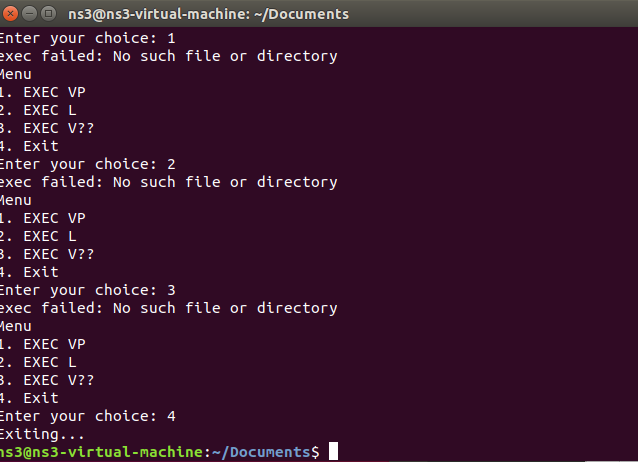 ns3@ns3-virtual-machine: ~/Documents
Enter your choice: 1
exec failed: No such file or directory
Menu
1. EXEC VP
2. EXEC L
3. EXEC V??
4. Exit
Enter your choice: 2
exec failed: No such file or directory
Menu
1. EXEC VP
2. EXEC L
3. EXEC V??
4. Exit
Enter your choice: 3
exec failed: No such file or directory
Menu
1. EXEC VP
2. EXEC L
3. EXEC V??
4. Exit
Enter your choice: 4
Exiting...
ns3@ns3-virtual-machine:~/Documents$